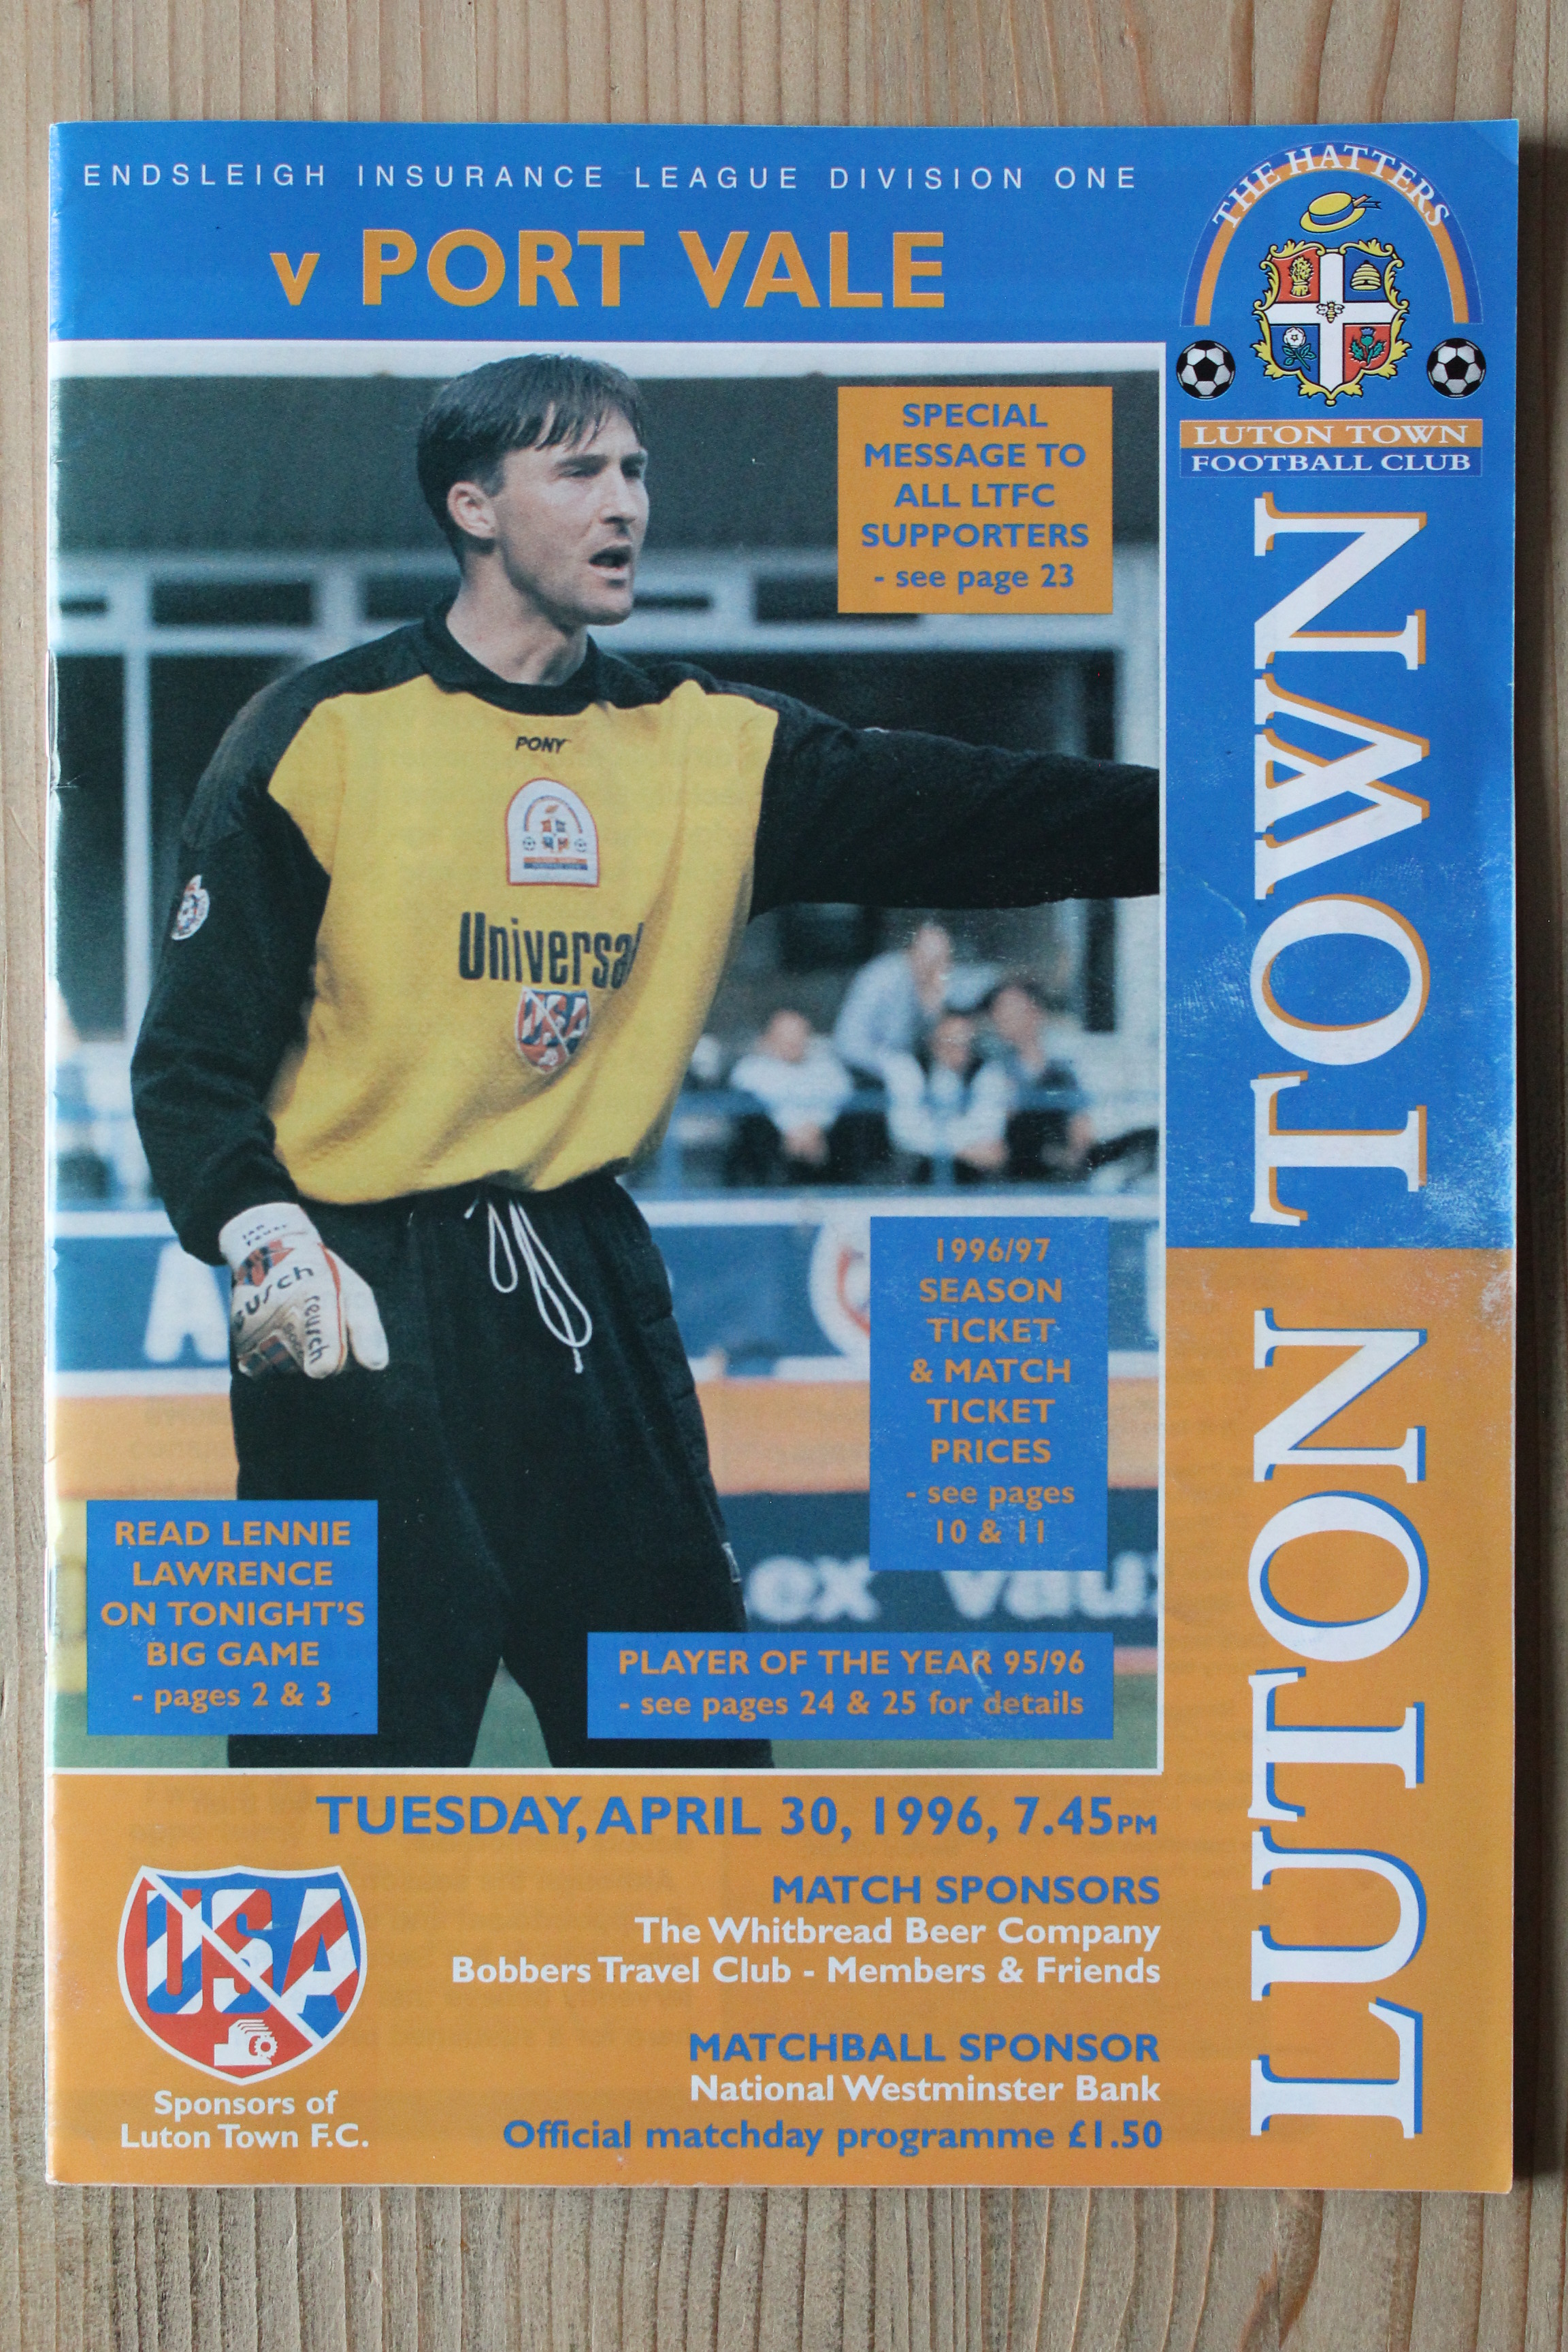 ENDSLEIGH INSURANCE LEAGUE DIVISION ONE
v PORT VALE
THE HATTERS
LUTON TOWN
FOOTBALL CLUB
LUTON TOWN
SPECIAL
MESSAGE TO
ALL LTFC
SUPPORTERS
- see page 23
PONY
Universal
USA
reusch
1996/97
SEASON
TICKET
& MATCH
TICKET
PRICES
- see pages
10 & 11
ex vaux
READ LENNIE
LAWRENCE
ON TONIGHT'S
BIG GAME
- pages 2 & 3
PLAYER OF THE YEAR 95/96
- see pages 24 & 25 for details
TUESDAY, APRIL 30, 1996, 7.45PM
MATCH SPONSORS
The Whitbread Beer Company
Bobbers Travel Club - Members & Friends
MATCHBALL SPONSOR
National Westminster Bank
Official matchday programme £1.50
USA
Sponsors of
Luton Town F.C.